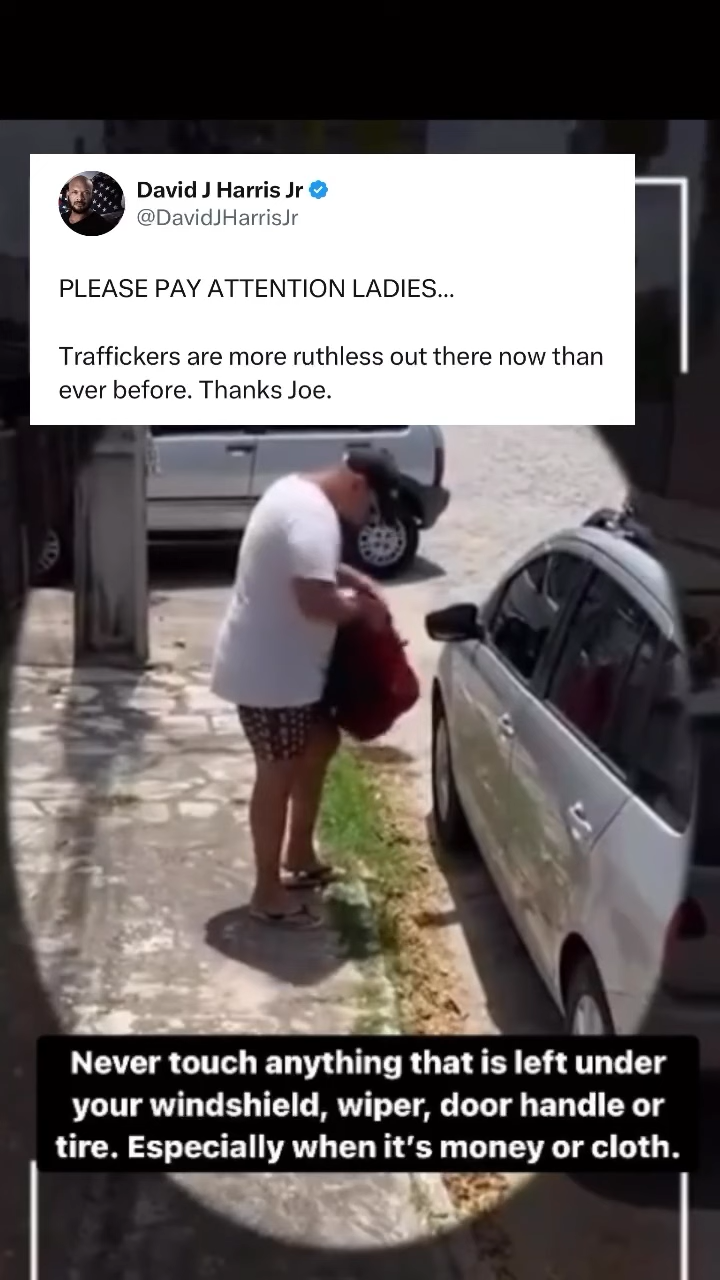 David J Harris Jr
@DavidJHarrisJr
PLEASE PAY ATTENTION LADIES...
Traffickers are more ruthless out there now than
ever before. Thanks Joe.
Never touch anything that is left under
your windshield, wiper, door handle or
tire. Especially when it's money or cloth.